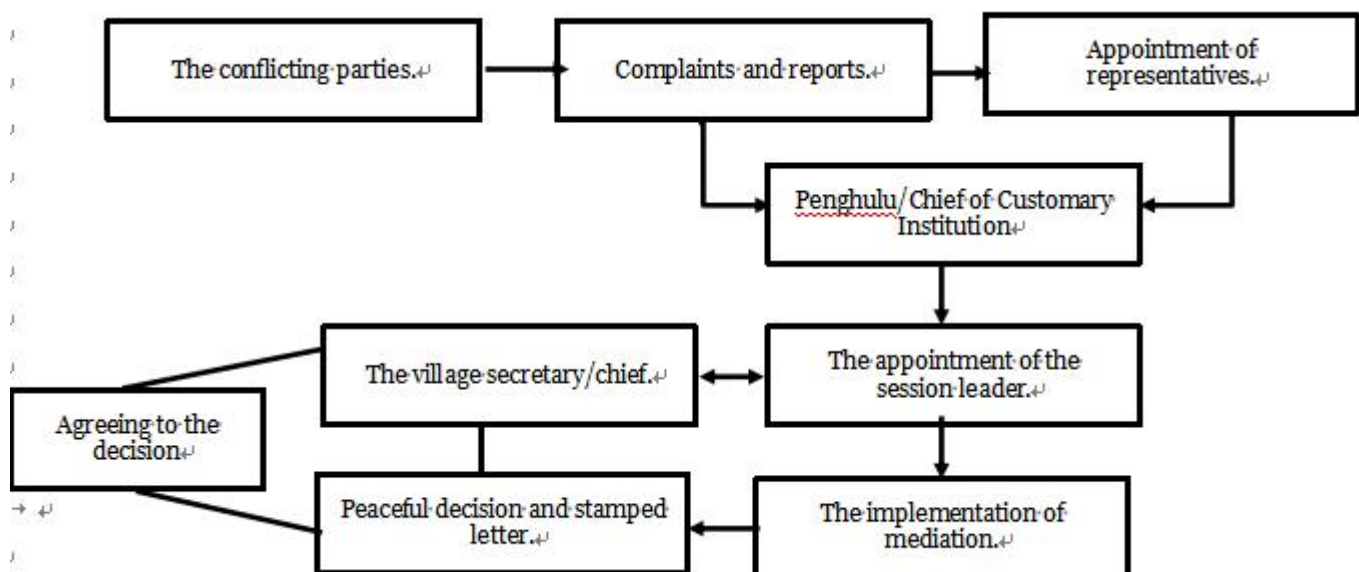 The conflicting parties.
Complaints and reports.
Appointment of
representatives.
Penghulu/Chief of Customary
Institution
The village secretary/chief.
The appointment of the
session leader.
Agreeing to the
decision
Peaceful decision and stamped
letter.
The implementation of
mediation.